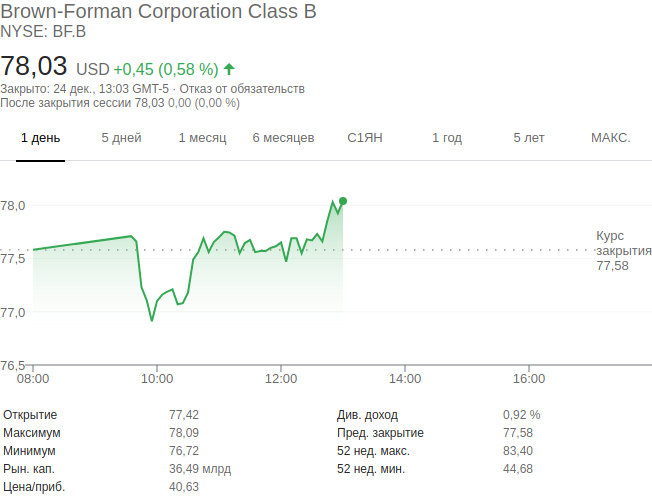 Brown-Forman Corporation Class B
NYSE: BF.B
78,03 USD +0,45 (0,58 %)
Закрыто: 24 дек., 13:03 GMT-5 · Отказ от обязательств
После закрытия сессии 78,03 0,00 (0,00 %)
1 день 5 дней 1 месяц 6 месяцев С1ЯН 1 год 5 лет МАКС.
78,0
77,5
77,0
76,5
Курс
закрытия
77,58
08:00 10:00 12:00 14:00 16:00
Открытие 77,42 Див. доход 0,92 %
Максимум 78,09 Пред. закрытие 77,58
Минимум 76,72 52 нед. макс. 83,40
Рын. кап. 36,49 млрд 52 нед. мин. 44,68
Цена/приб. 40,63